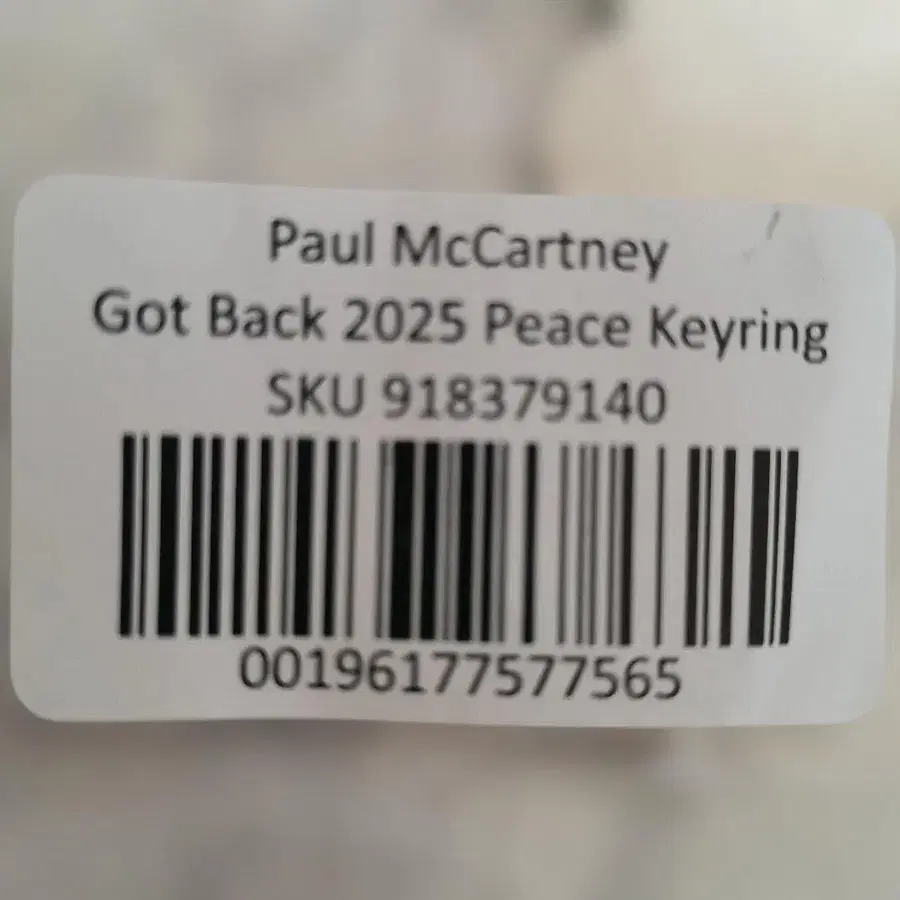 Paul McCartney
Got Back 2025 Peace Keyring
SKU 918379140
00196177577565